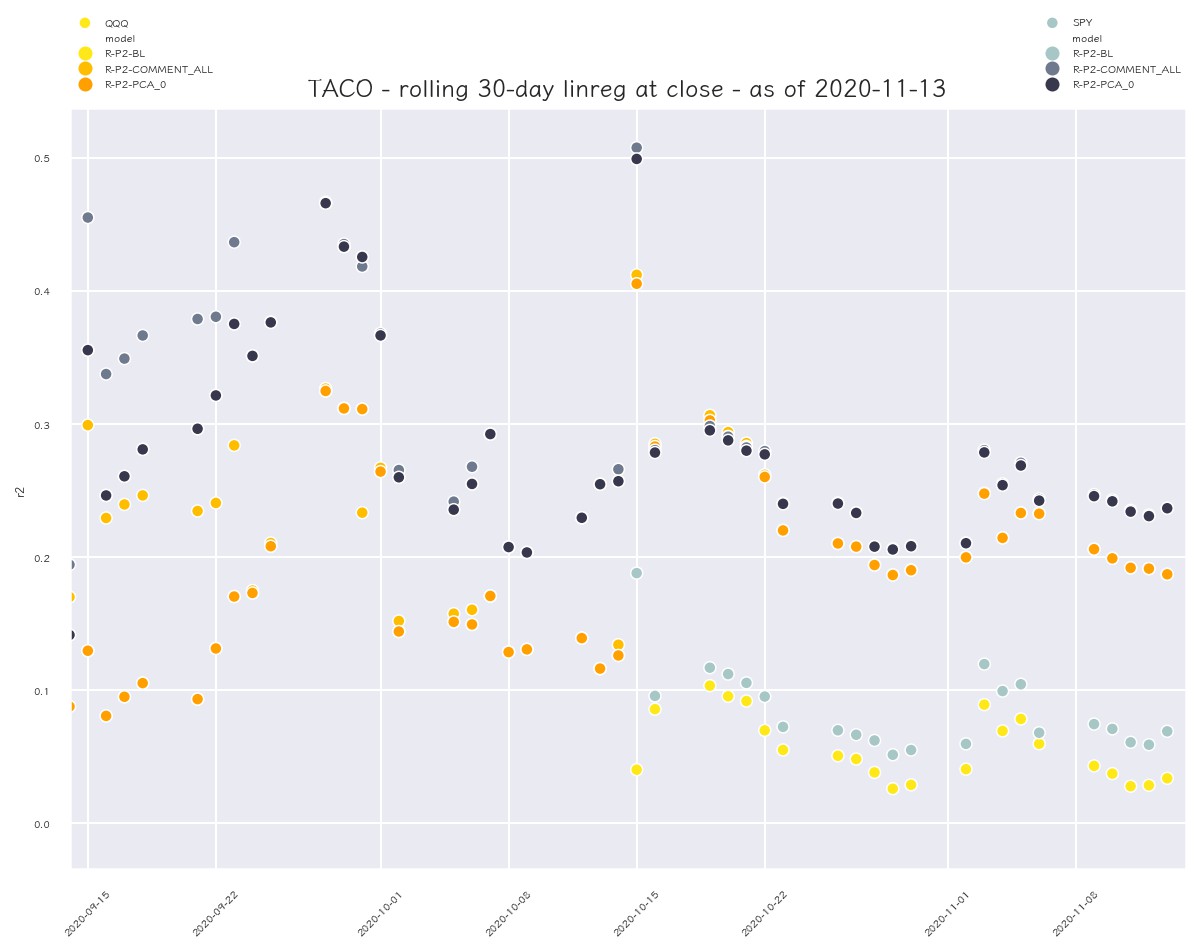 QQQ
model
R-P2-BL
R-P2-COMMENT_ALL
R-P2-PCA_0
SPY
model
R-P2-BL
R-P2-COMMENT_ALL
R-P2-PCA_0
TACO - rolling 30-day linreg at close - as of 2020-11-13
r2
0.5
0.4
0.3
0.2
0.1
0.0
2020-09-15
2020-09-22
2020-10-01
2020-10-08
2020-10-15
2020-10-22
2020-11-01
2020-11-08